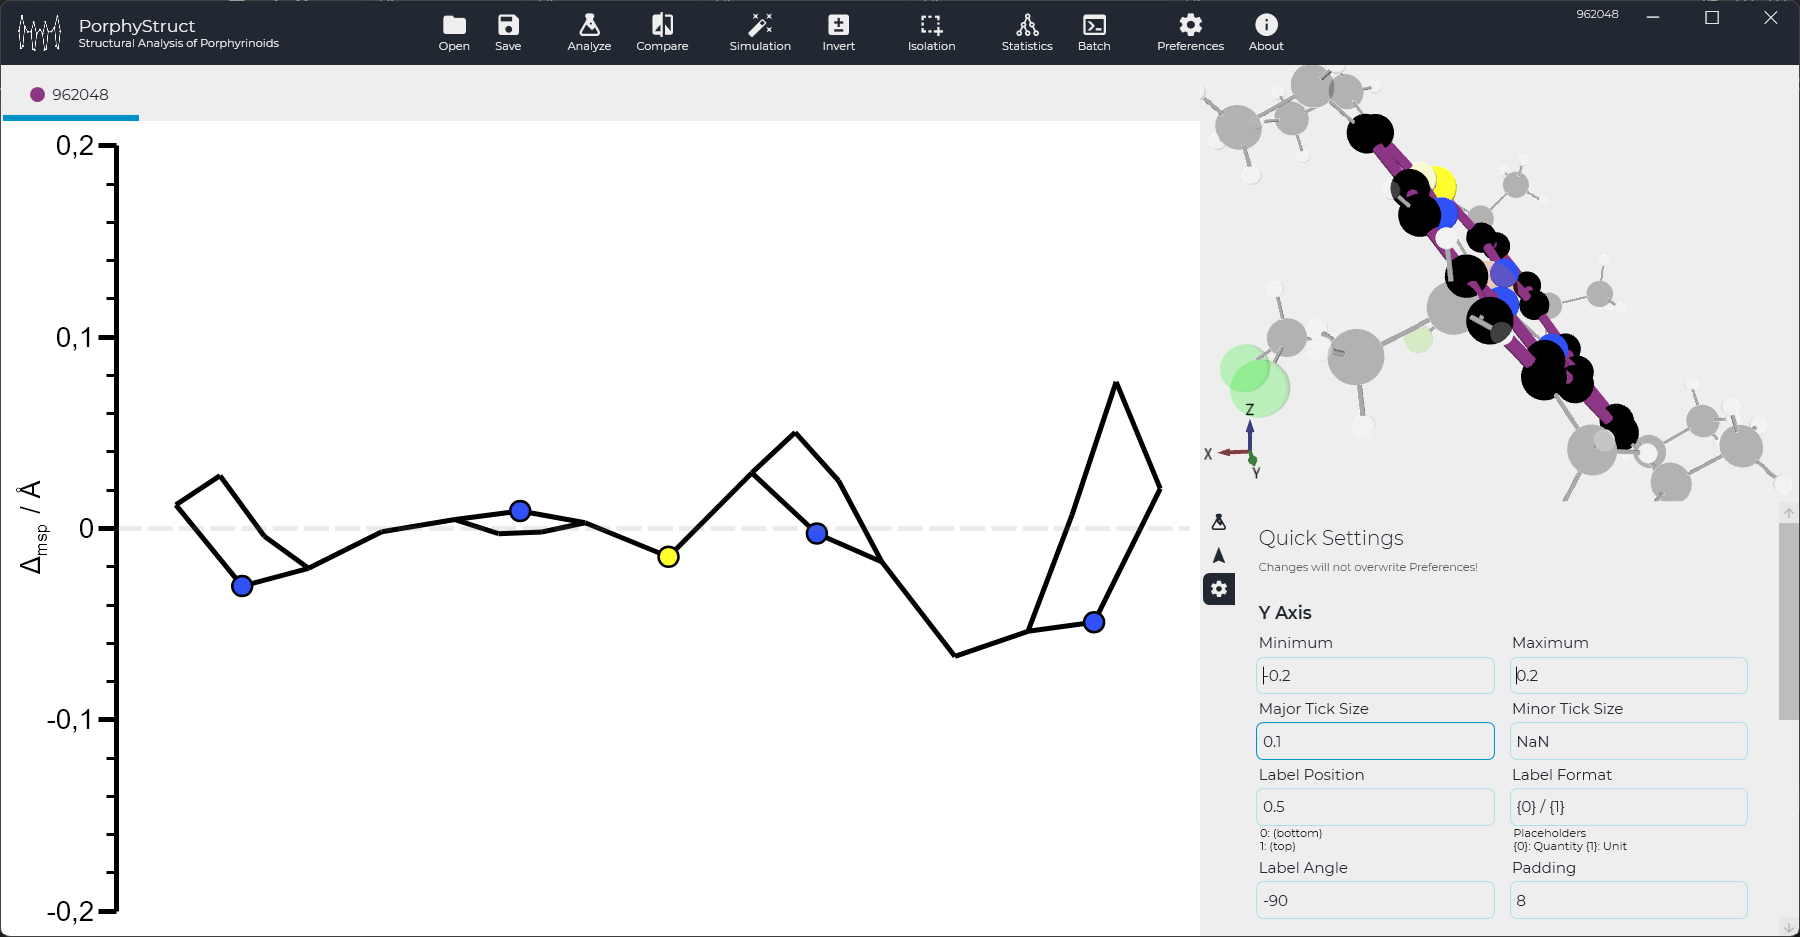 PorphyStruct
Structural Analysis of Porphyrinoids
Open Save Analyze Compare Simulation Invert Isolation Statistics Batch Preferences About
962048
962048
0,2
0,1
0
-0,1
-0,2
Δmsp / Å
Z
X
Y
Quick Settings
Changes will not overwrite Preferences!
Y Axis
Minimum Maximum
-0.2 0.2
Major Tick Size Minor Tick Size
0.1 NaN
Label Position Label Format
0.5 {0} / {1}
0: (bottom) Placeholders
1: (top) {0}: Quantity {1}: Unit
Label Angle Padding
-90 8